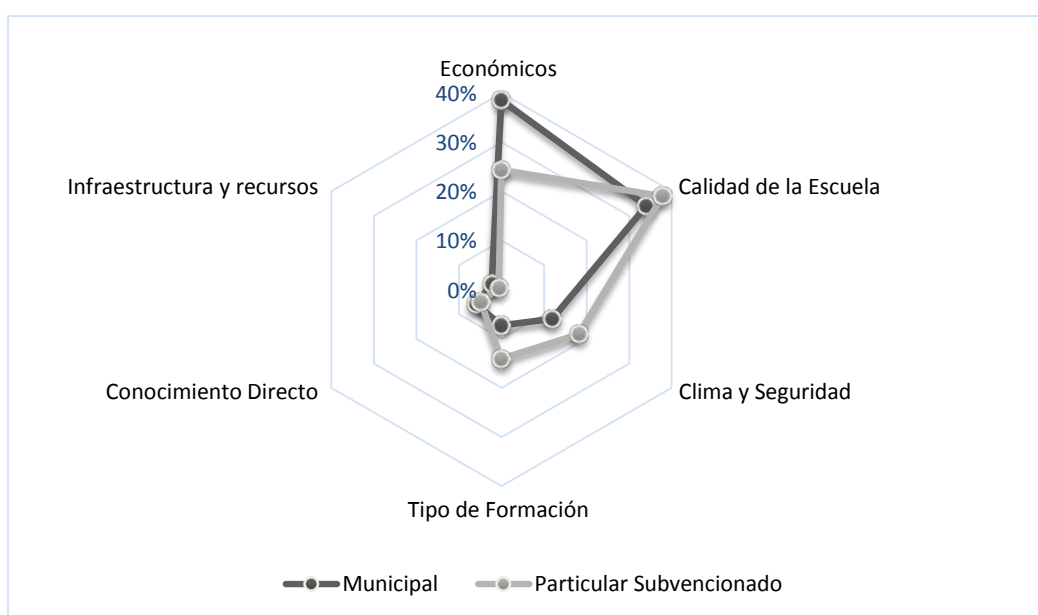 Económicos
40%
30%
Infraestructura y recursos
Calidad de la Escuela
20%
10%
0%
Conocimiento Directo
Clima y Seguridad
Tipo de Formación
Municipal
Particular Subvencionado